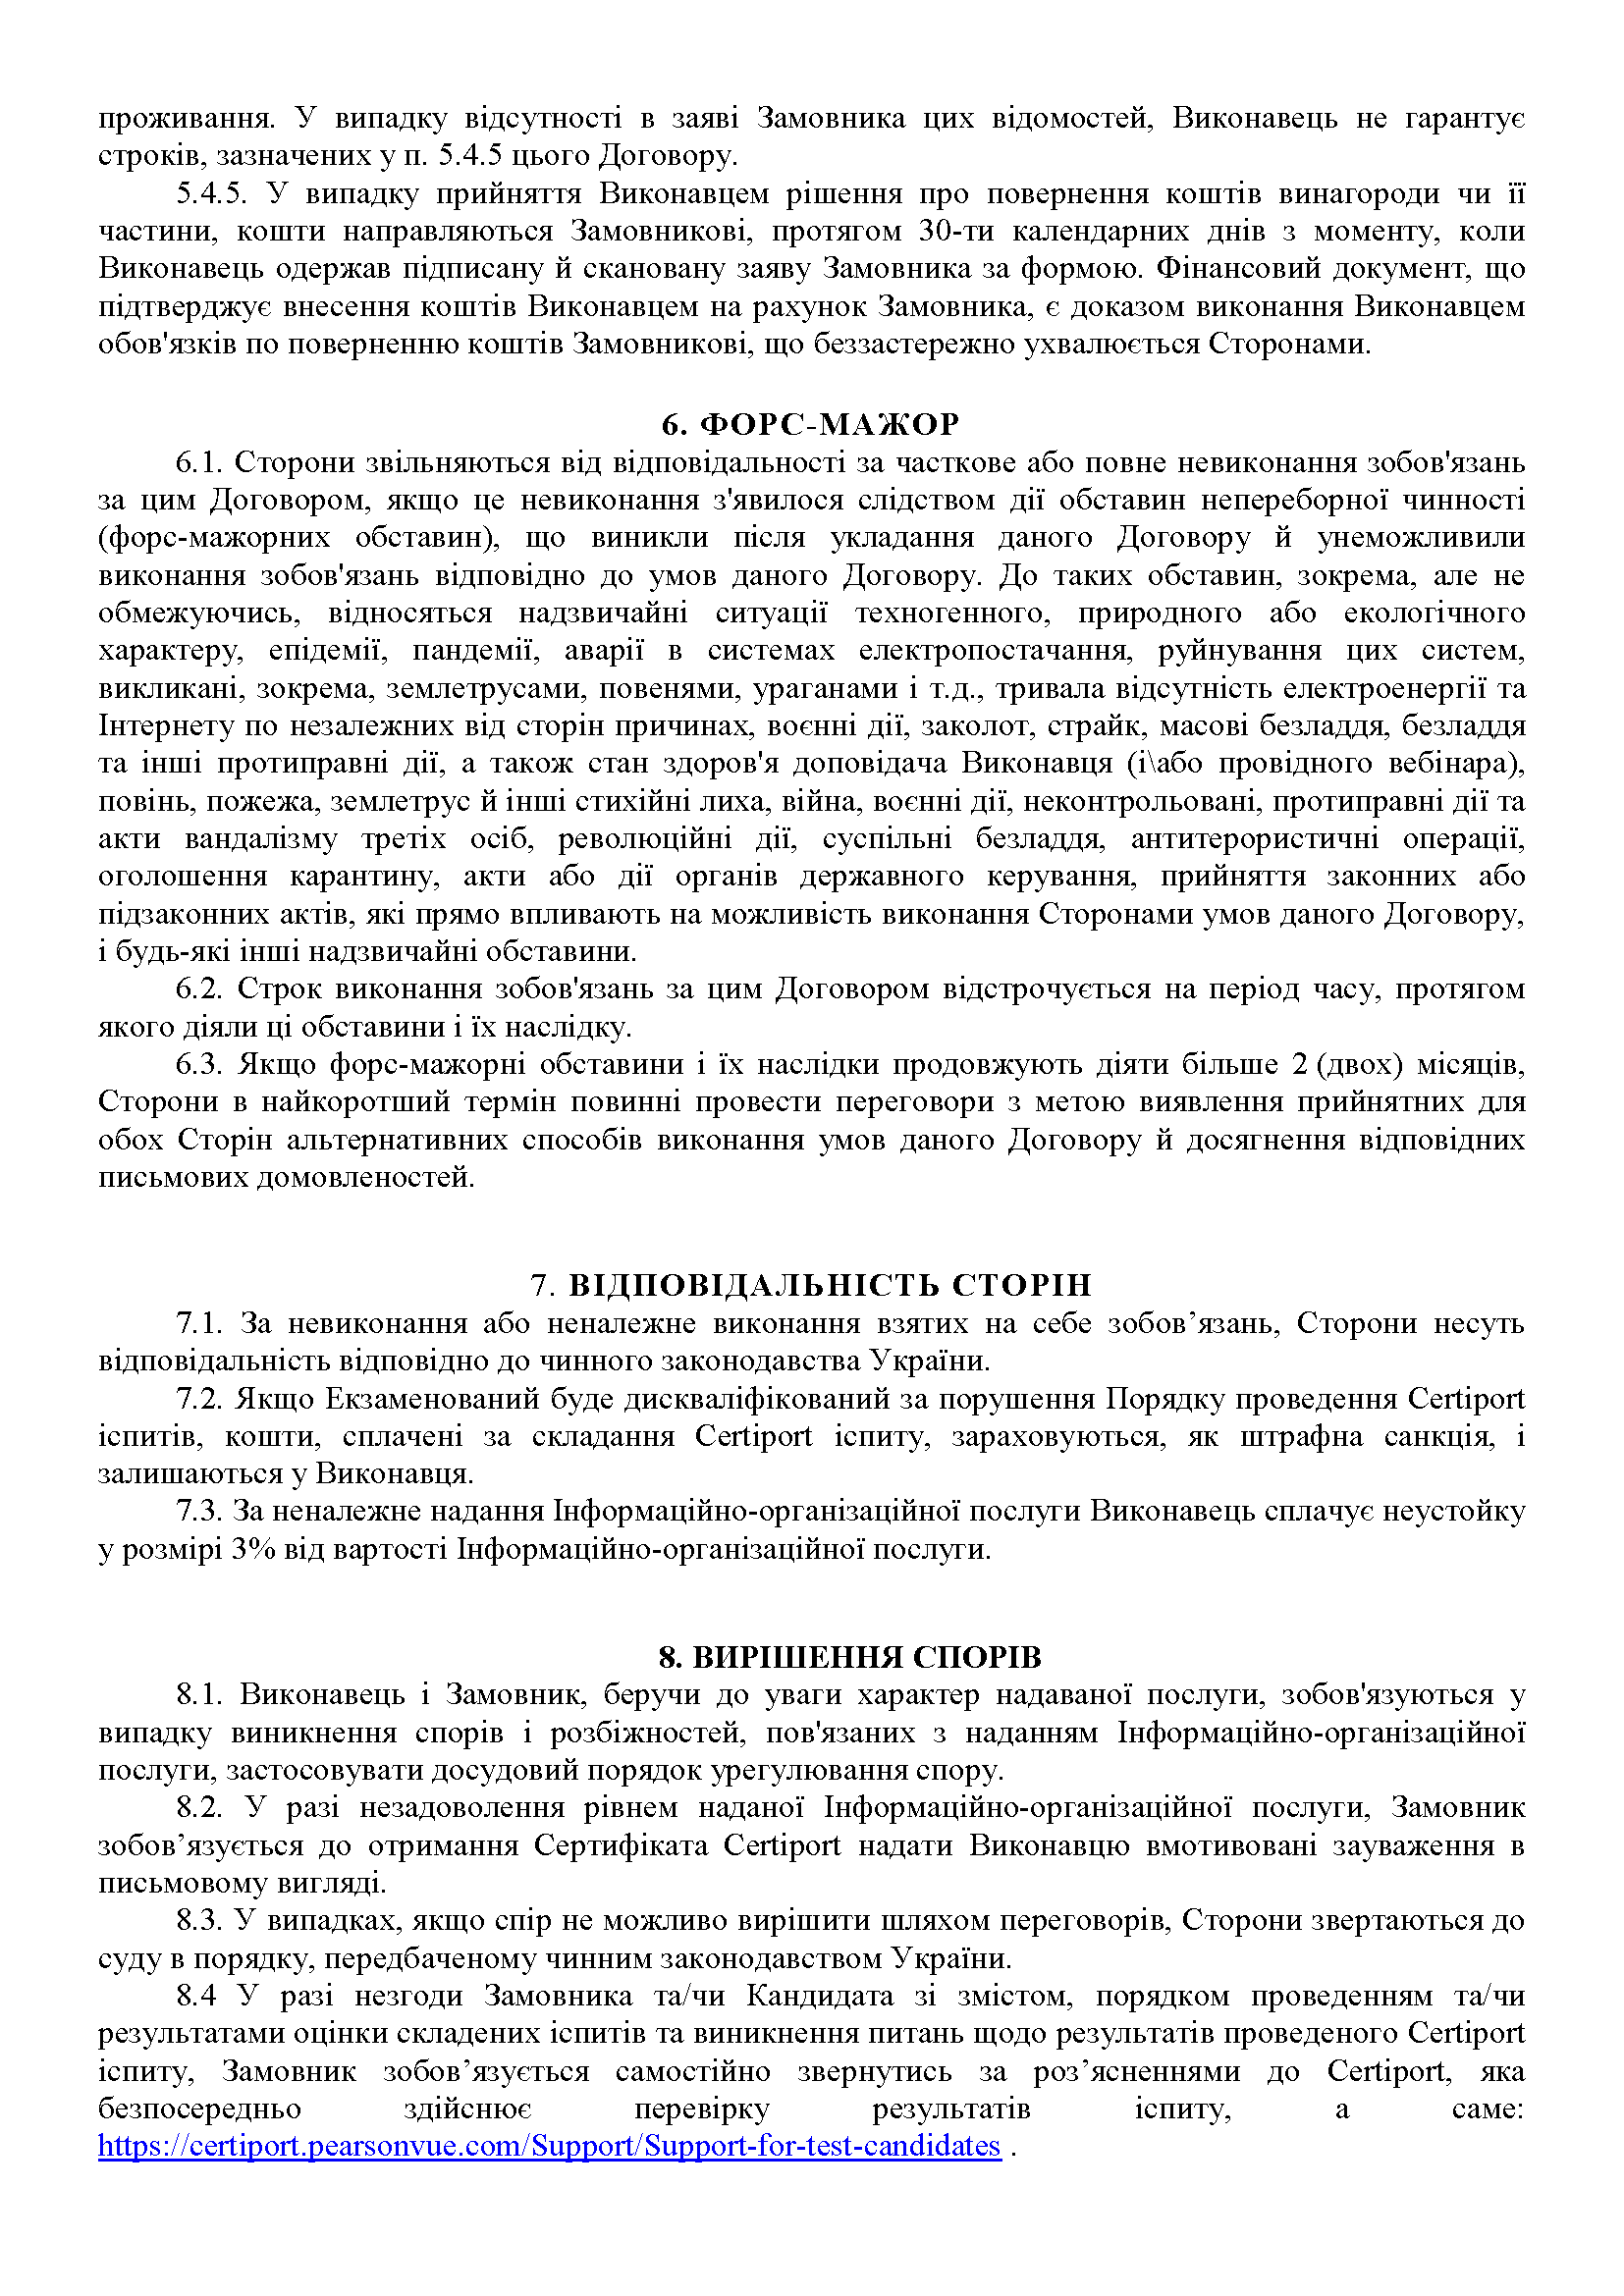 проживання. У випадку відсутності в заяві Замовника цих відомостей, Виконавець не гарантує
строків, зазначених у п. 5.4.5 цього Договору.
5.4.5. У випадку прийняття Виконавцем рішення про повернення коштів винагороди чи її
частини, кошти направляються Замовникові, протягом 30-ти календарних днів з моменту, коли
Виконавець одержав підписану й скановану заяву Замовника за формою. Фінансовий документ, що
підтверджує внесення коштів Виконавцем на рахунок Замовника, є доказом виконання Виконавцем
обов'язків по поверненню коштів Замовникові, що беззастережно ухвалюється Сторонами.
6. ФОРС-МАЖОР
6.1. Сторони звільняються від відповідальності за часткове або повне невиконання зобов'язань
за цим Договором, якщо це невиконання з'явилося слідством дії обставин непереборної чинності
(форс-мажорних обставин), що виникли після укладання даного Договору й унеможливили
виконання зобов'язань відповідно до умов даного Договору. До таких обставин, зокрема, але не
обмежуючись, відносяться надзвичайні ситуації техногенного, природного або екологічного
характеру, епідемії, пандемії, аварії в системах електропостачання, руйнування цих систем,
викликані, зокрема, землетрусами, повенями, ураганами і т.д., тривала відсутність електроенергії та
Інтернету по незалежних від сторін причинах, воєнні дії, заколот, страйк, масові безладдя, безладдя
та інші протиправні дії, а також стан здоров'я доповідача Виконавця (і\або провідного вебінара),
повінь, пожежа, землетрус й інші стихійні лиха, війна, воєнні дії, неконтрольовані, протиправні дії та
акти вандалізму третіх осіб, революційні дії, суспільні безладдя, антитерористичні операції,
оголошення карантину, акти або дії органів державного керування, прийняття законних або
підзаконних актів, які прямо впливають на можливість виконання Сторонами умов даного Договору,
і будь-які інші надзвичайні обставини.
6.2. Строк виконання зобов'язань за цим Договором відстрочується на період часу, протягом
якого діяли ці обставини і їх наслідку.
6.3. Якщо форс-мажорні обставини і їх наслідки продовжують діяти більше 2 (двох) місяців,
Сторони в найкоротший термін повинні провести переговори з метою виявлення прийнятних для
обох Сторін альтернативних способів виконання умов даного Договору й досягнення відповідних
письмових домовленостей.
7. ВІДПОВІДАЛЬНІСТЬ СТОРІН
7.1. За невиконання або неналежне виконання взятих на себе зобов’язань, Сторони несуть
відповідальність відповідно до чинного законодавства України.
7.2. Якщо Екзаменований буде дискваліфікований за порушення Порядку проведення Certiport
іспитів, кошти, сплачені за складання Certiport іспиту, зараховуються, як штрафна санкція, і
залишаються у Виконавця.
7.3. За неналежне надання Інформаційно-організаційної послуги Виконавець сплачує неустойку
у розмірі 3% від вартості Інформаційно-організаційної послуги.
8. ВИРІШЕННЯ СПОРІВ
8.1. Виконавець і Замовник, беручи до уваги характер надаваної послуги, зобов'язуються у
випадку виникнення спорів і розбіжностей, пов'язаних з наданням Інформаційно-організаційної
послуги, застосовувати досудовий порядок урегулювання спору.
8.2. У разі незадоволення рівнем наданої Інформаційно-організаційної послуги, Замовник
зобов’язується до отримання Сертифіката Certiport надати Виконавцю вмотивовані зауваження в
письмовому вигляді.
8.3. У випадках, якщо спір не можливо вирішити шляхом переговорів, Сторони звертаються до
суду в порядку, передбаченому чинним законодавством України.
8.4 У разі незгоди Замовника та/чи Кандидата зі змістом, порядком проведенням та/чи
результатами оцінки складених іспитів та виникнення питань щодо результатів проведеного Certiport
іспиту, Замовник зобов’язується самостійно звернутись за роз’ясненнями до Certiport, яка
безпосередньо здійснює перевірку результатів іспиту, а саме:
https://certiport.pearsonvue.com/Support/Support-for-test-candidates .